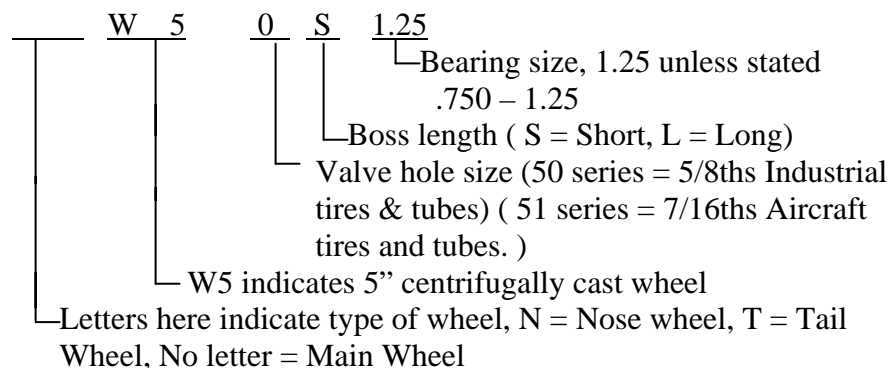 W 5 0 S 1.25
Bearing size, 1.25 unless stated
.750 – 1.25
Boss length ( S = Short, L = Long)
Valve hole size (50 series = 5/8ths Industrial
tires & tubes) ( 51 series = 7/16ths Aircraft
tires and tubes. )
W5 indicates 5” centrifugally cast wheel
Letters here indicate type of wheel, N = Nose wheel, T = Tail
Wheel, No letter = Main Wheel